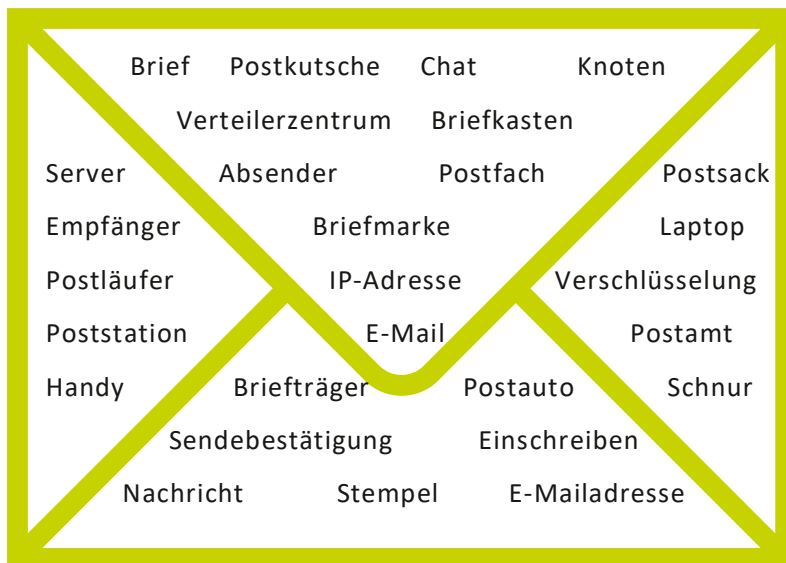 Brief Postkutsche Chat Knoten
Verteilerzentrum Briefkasten
Server Absender Postfach Postsack
Empfänger Briefmarke Laptop
Postläufer IP-Adresse Verschlüsselung
Poststation E-Mail Postamt
Handy Briefträger Postauto Schnur
Sendebestätigung Einschreiben
Nachricht Stempel E-Mailadresse